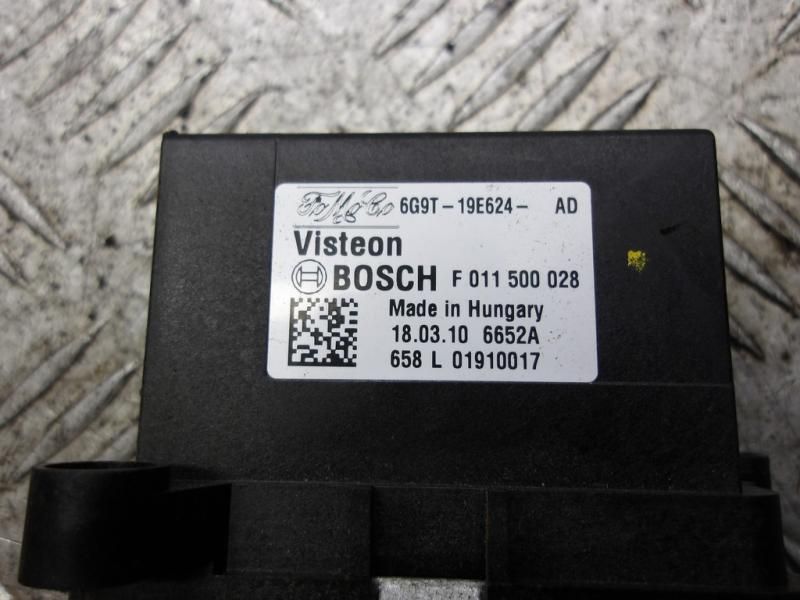 FoMoCo 6G9T-19E624- AD
Visteon
BOSCH F 011 500 028
Made in Hungary
18.03.10 6652A
658 L 01910017